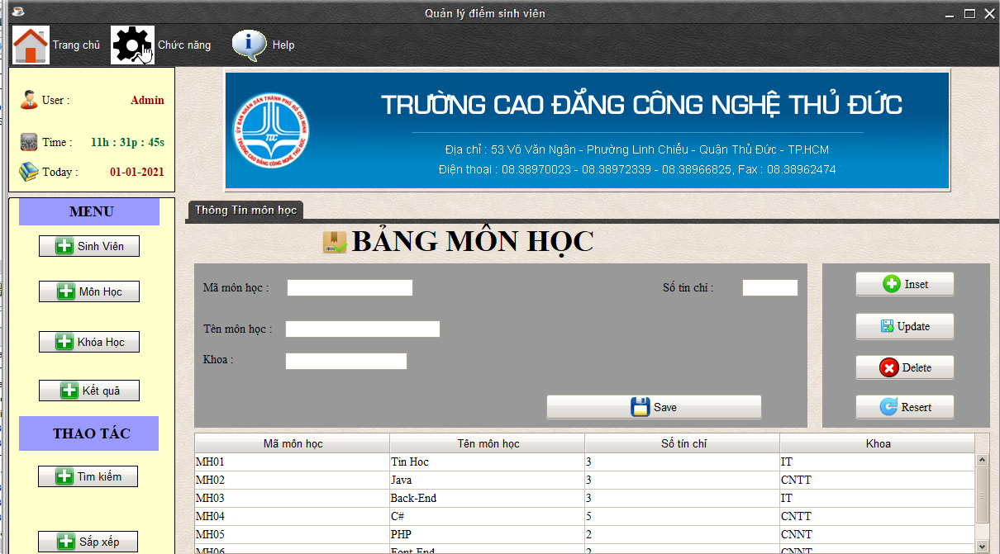 Quản lý điểm sinh viên
Trang chủ Chức năng Help
User : Admin
Time : 11h : 31p : 45s
Today : 01-01-2021
ỦY BAN NHÂN DÂN THÀNH PHỐ HỒ CHÍ MINH
TDC
TRƯỜNG CAO ĐẲNG CÔNG NGHỆ THỦ ĐỨC
TRƯỜNG CAO ĐẲNG CÔNG NGHỆ THỦ ĐỨC
Địa chỉ : 53 Võ Văn Ngân - Phường Linh Chiểu - Quận Thủ Đức - TP.HCM
Điện thoại : 08.38970023 - 08.38972339 - 08.38966825, Fax : 08.38962474
MENU
Sinh Viên
Môn Học
Khóa Học
Kết quả
THAO TÁC
Tìm kiếm
Sắp xếp
Thông Tin môn học
BẢNG MÔN HỌC
Mã môn học : Số tin chỉ :
Tên môn học :
Khoa :
Save
Inset
Update
Delete
Resert
Mã môn học Tên môn học Số tín chỉ Khoa
MH01 Tin Hoc 3 IT
MH02 Java 3 CNTT
MH03 Back-End 3 IT
MH04 C# 5 CNTT
MH05 PHP 2 CNNT
MH06 Font-End 2 CNNT